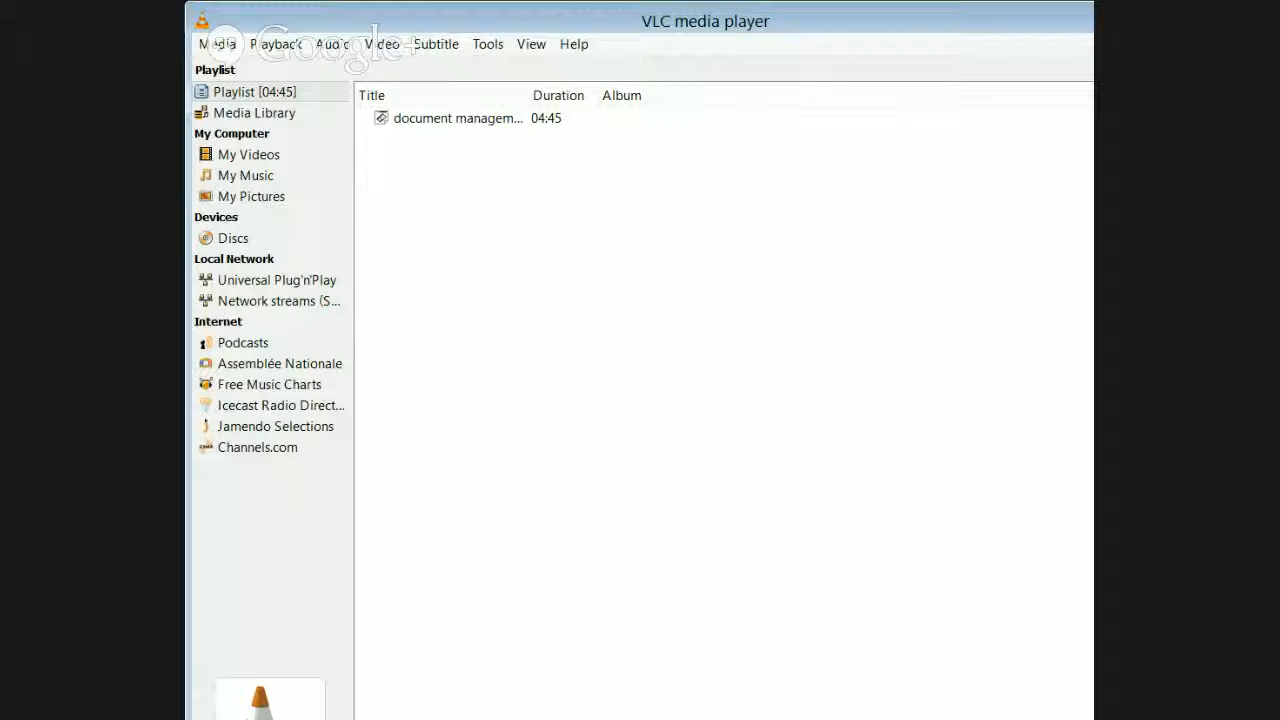 VLC media player
Google+
Media Playback Audio Video Subtitle Tools View Help
Playlist
Playlist [04:45]
Media Library
My Computer
My Videos
My Music
My Pictures
Devices
Discs
Local Network
Universal Plug'n'Play
Network streams (S...
Internet
Podcasts
Assemblée Nationale
Free Music Charts
Icecast Radio Direct...
Jamendo Selections
Channels.com
Title Duration Album
document managem... 04:45